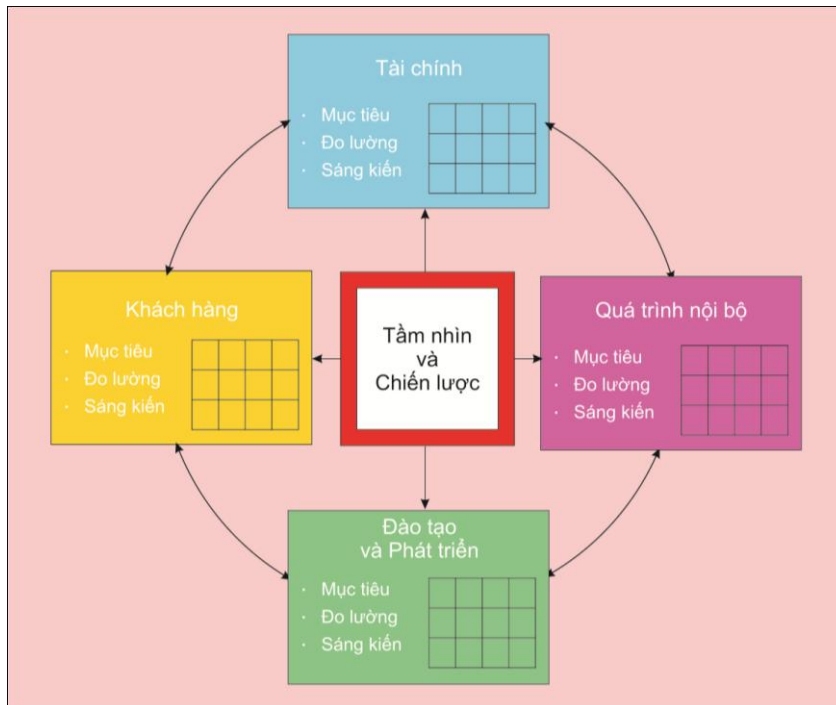 Tài chính
· Mục tiêu
· Đo lường
· Sáng kiến
Khách hàng
· Mục tiêu
· Đo lường
· Sáng kiến
Tầm nhìn
và
Chiến lược
Quá trình nội bộ
· Mục tiêu
· Đo lường
· Sáng kiến
Đào tạo
và Phát triển
· Mục tiêu
· Đo lường
· Sáng kiến